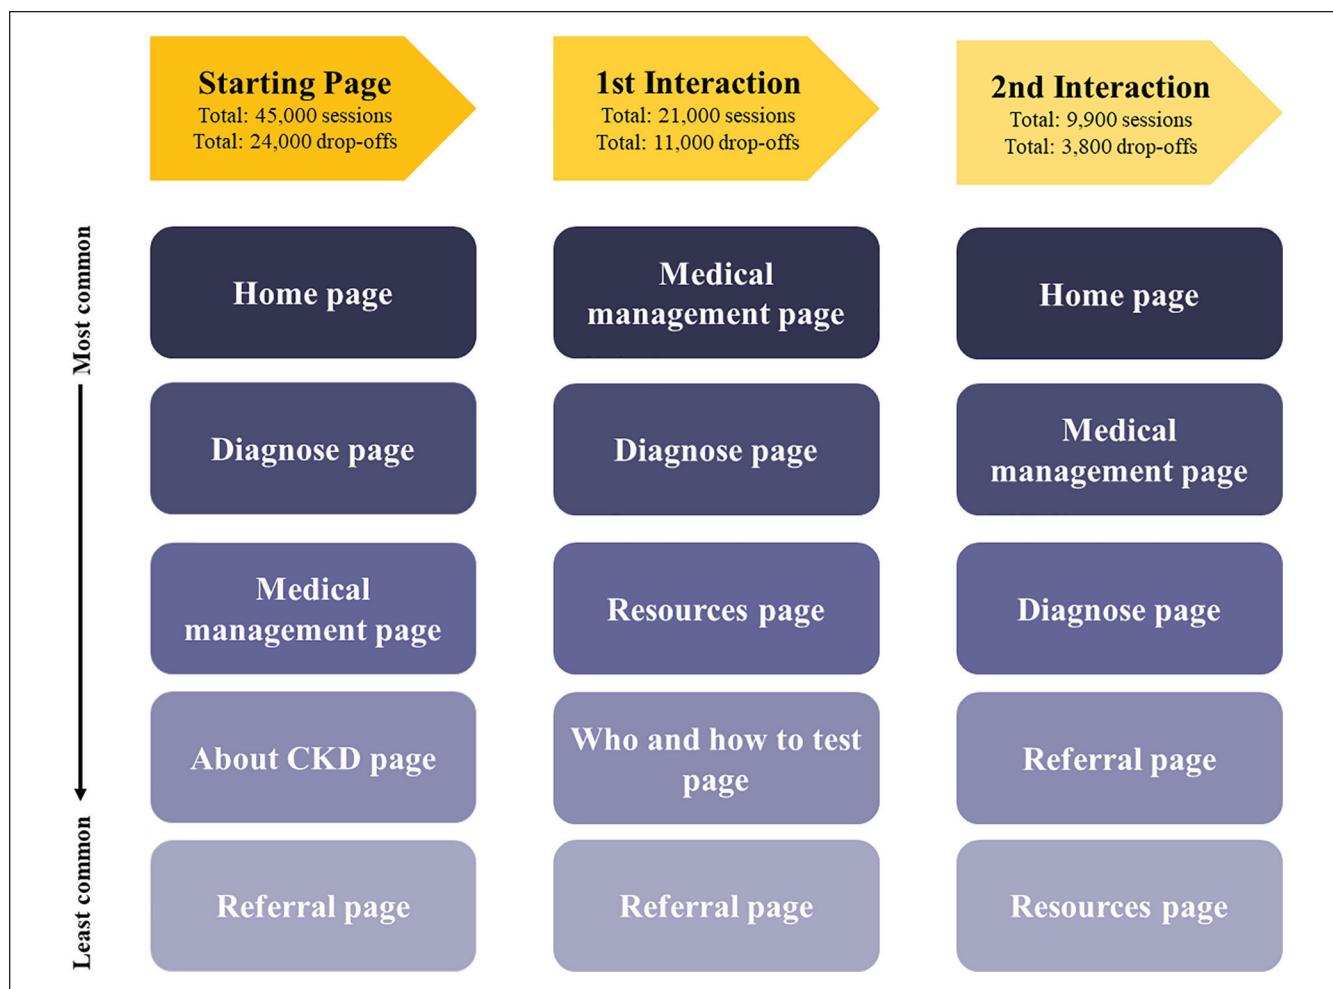 Starting Page
Total: 45,000 sessions
Total: 24,000 drop-offs
1st Interaction
Total: 21,000 sessions
Total: 11,000 drop-offs
2nd Interaction
Total: 9,900 sessions
Total: 3,800 drop-offs
Most common
Least common
Home page
Medical
management page
Home page
Diagnose page
Diagnose page
Medical
management page
Medical
management page
Resources page
Diagnose page
About CKD page
Who and how to test
page
Referral page
Referral page
Referral page
Resources page